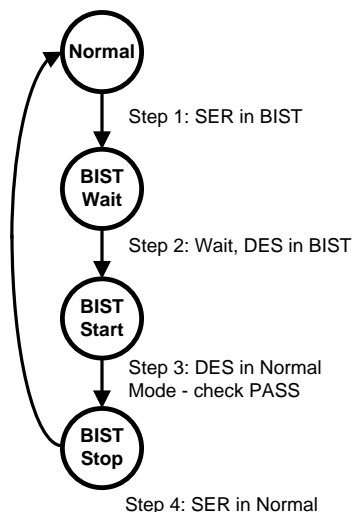 Normal
Step 1: SER in BIST
BIST
Wait
Step 2: Wait, DES in BIST
BIST
Start
Step 3: DES in Normal
Mode - check PASS
BIST
Stop
Step 4: SER in Normal